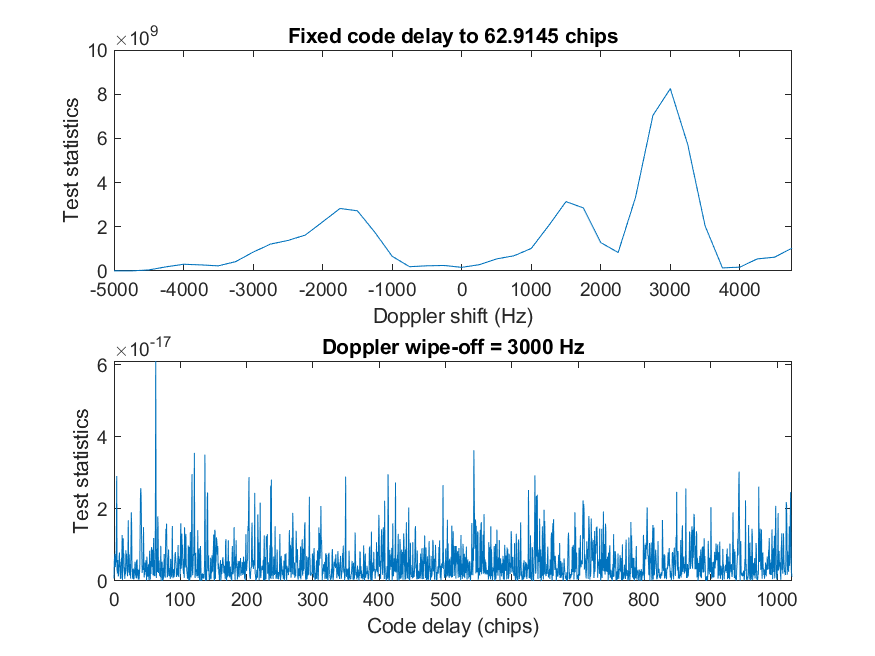 ×10^9
Fixed code delay to 62.9145 chips
10
8
6
4
2
0
Test statistics
-5000 -4000 -3000 -2000 -1000 0 1000 2000 3000 4000
Doppler shift (Hz)
×10^-17
Doppler wipe-off = 3000 Hz
6
4
2
0
Test statistics
0 100 200 300 400 500 600 700 800 900 1000
Code delay (chips)